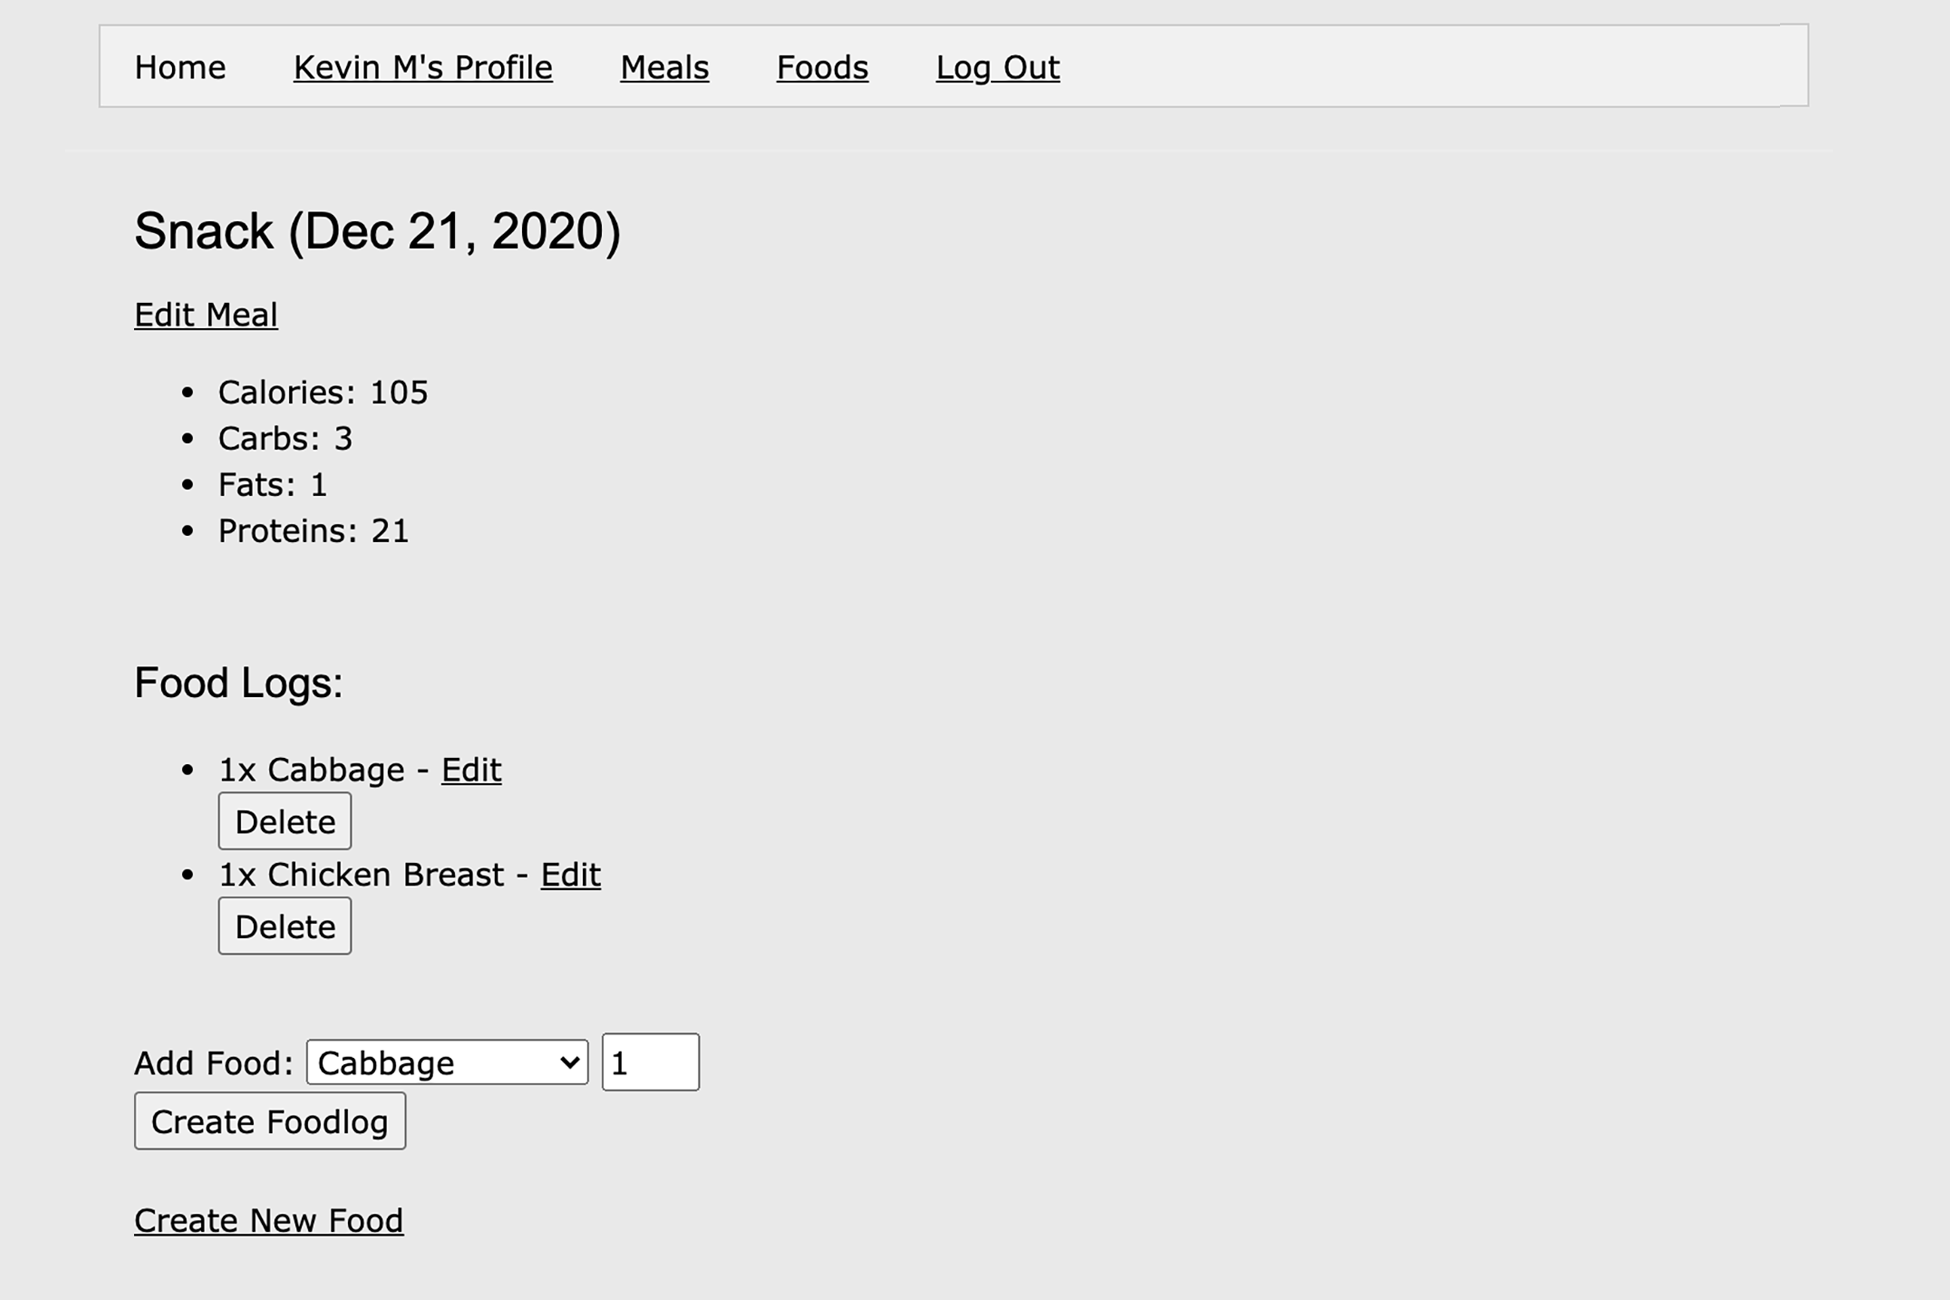 Home Kevin M's Profile Meals Foods Log Out
Snack (Dec 21, 2020)
Edit Meal
Calories: 105
Carbs: 3
Fats: 1
Proteins: 21
Food Logs:
1x Cabbage - Edit
Delete
1x Chicken Breast - Edit
Delete
Add Food: Cabbage 1
Create Foodlog
Create New Food